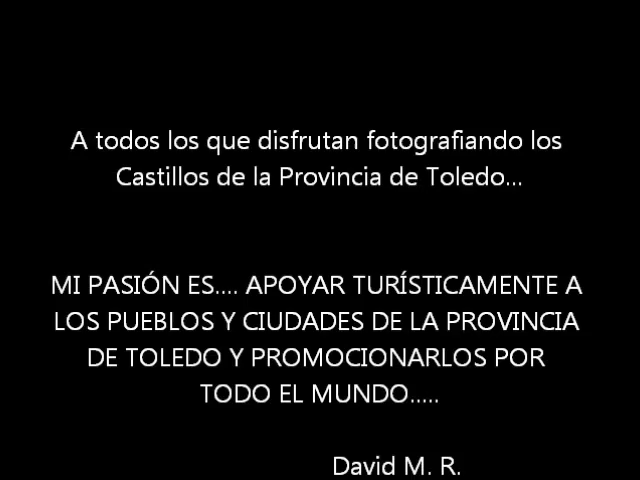 A todos los que disfrutan fotografiando los
Castillos de la Provincia de Toledo...
MI PASIÓN ES.... APOYAR TURÍSTICAMENTE A
LOS PUEBLOS Y CIUDADES DE LA PROVINCIA
DE TOLEDO Y PROMOCIONARLOS POR
TODO EL MUNDO.....
David M. R.